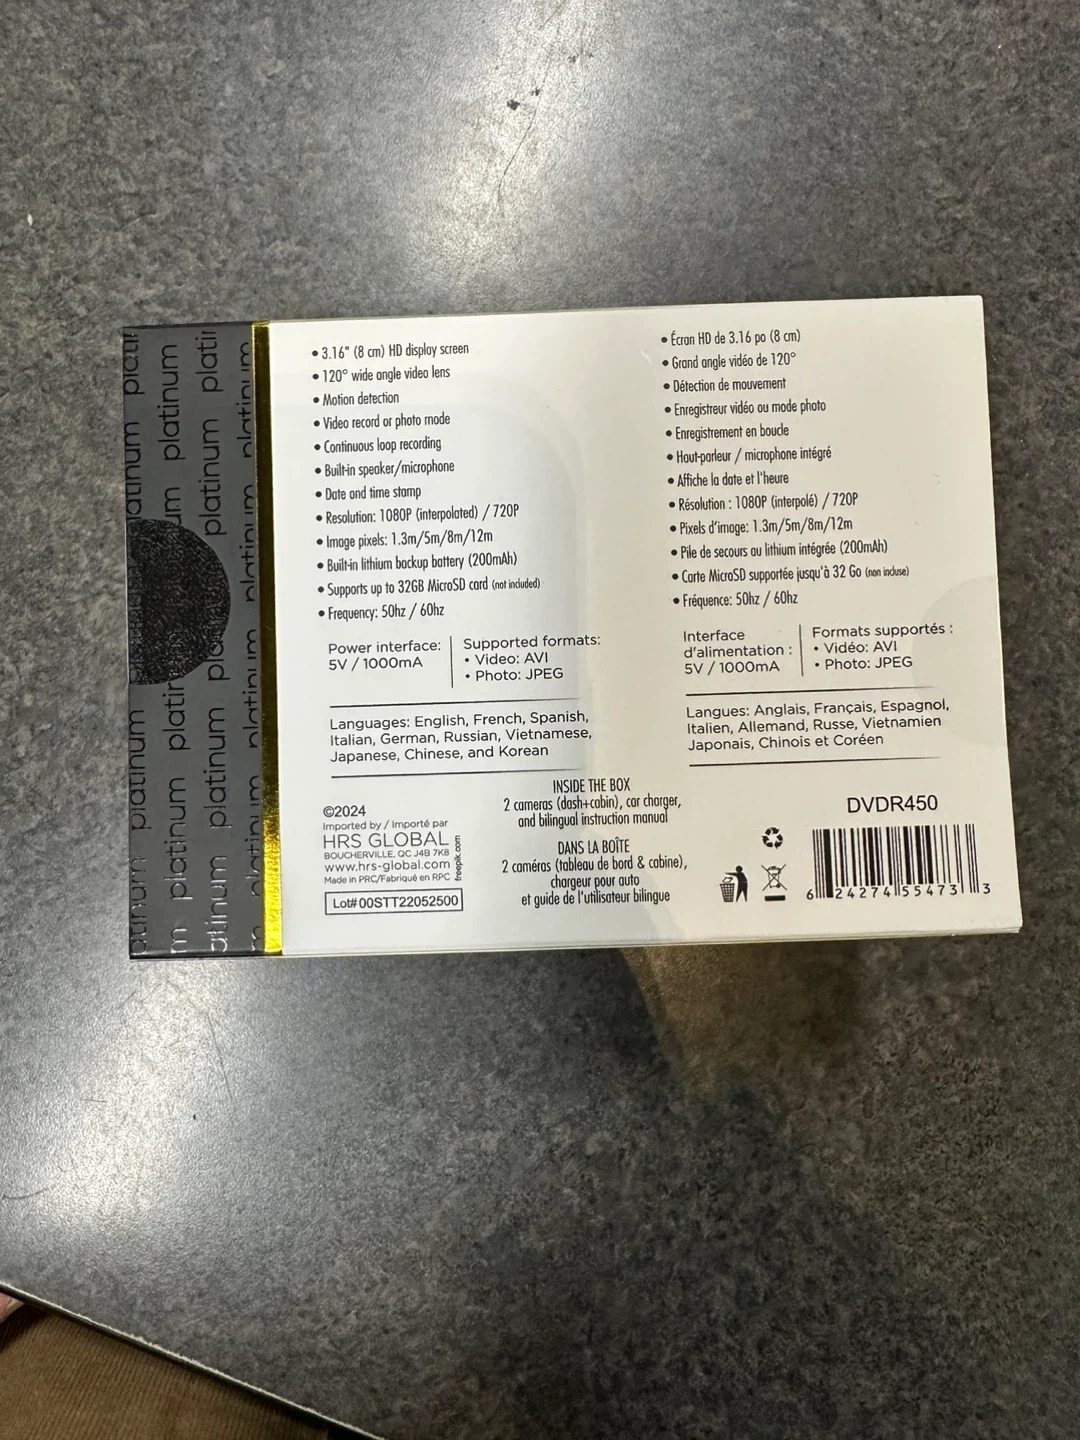 • 3.16" (8 cm) HD display screen
• 120° wide angle video lens
• Motion detection
• Video record or photo mode
• Continuous loop recording
• Built-in speaker/microphone
• Date and time stamp
• Resolution: 1080P (interpolated) / 720P
• Image pixels: 1.3m/5m/8m/12m
• Built-in lithium backup battery (200mAh)
• Supports up to 32GB MicroSD card (not included)
• Frequency: 50hz / 60hz
Power interface:
5V / 1000mA
Supported formats:
• Video: AVI
• Photo: JPEG
Languages: English, French, Spanish,
Italian, German, Russian, Vietnamese,
Japanese, Chinese, and Korean
• Écran HD de 3.16 po (8 cm)
• Grand angle vidéo de 120°
• Détection de mouvement
• Enregistreur vidéo ou mode photo
• Enregistrement en boucle
• Haut-parleur / microphone intégré
• Affiche la date et l'heure
• Résolution : 1080P (interpolé) / 720P
• Pixels d'image: 1.3m/5m/8m/12m
• Pile de secours au lithium intégrée (200mAh)
• Carte MicroSD supportée jusqu'à 32 Go (non incluse)
• Fréquence: 50hz / 60hz
Interface
d'alimentation :
5V / 1000mA
Formats supportés :
• Vidéo: AVI
• Photo: JPEG
Langues: Anglais, Français, Espagnol,
Italien, Allemand, Russe, Vietnamien
Japonais, Chinois et Coréen
©2024
Imported by / Importé par
HRS GLOBAL
BOUCHERVILLE, QC J4B 7K8
www.hrs-global.com
Made in PRC/Fabriqué en RPC
freepik.com
Lot# 00STT22052500
INSIDE THE BOX
2 cameras (dash+cabin), car charger,
and bilingual instruction manual
DANS LA BOÎTE
2 caméras (tableau de bord & cabine),
chargeur pour auto
et guide de l'utilisateur bilingue
DVDR450
6 24274 55473 3
platinum platinum platinum
platinum platinum platinum
platinum platinum platinum
platinum platinum platinum